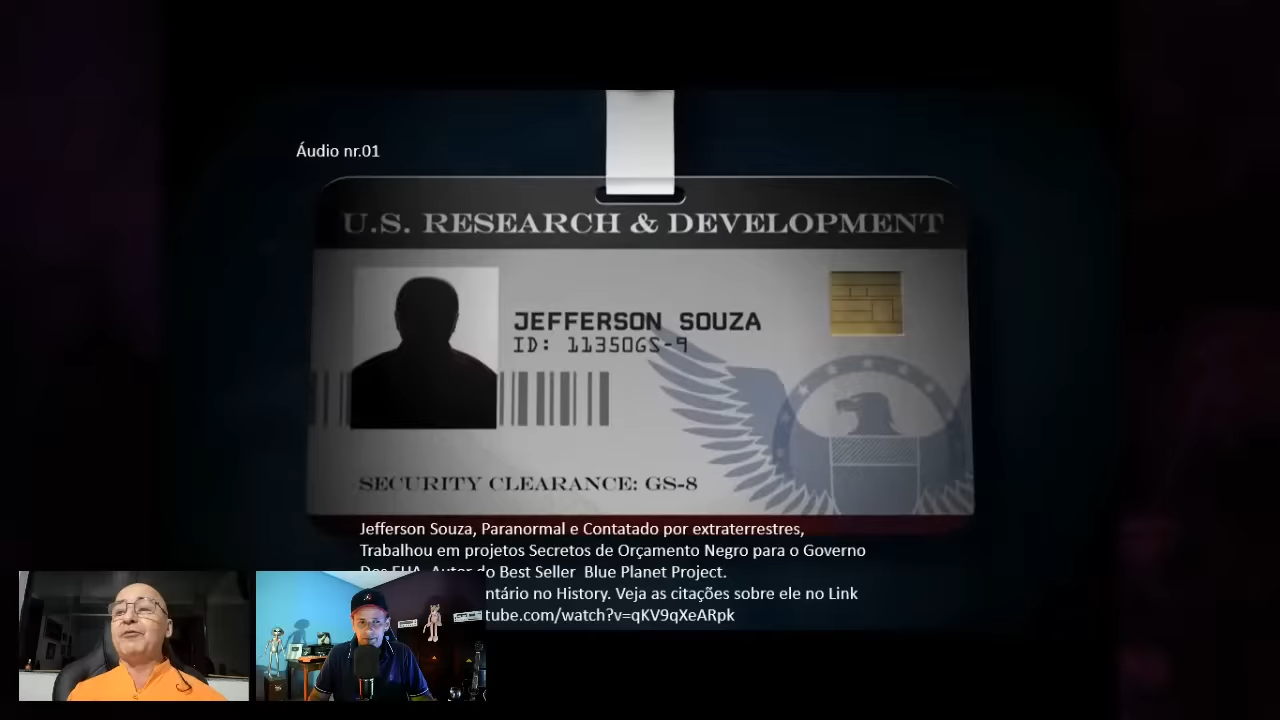 Áudio nr.01
U.S. RESEARCH & DEVELOPMENT
JEFFERSON SOUZA
ID: 113506S-9
SECURITY CLEARANCE: GS-8
Jefferson Souza, Paranormal e Contatado por extraterrestres,
Trabalhou em projetos Secretos de Orçamento Negro para o Governo
Dos EUA, Autor do Best Seller Blue Planet Project.
ntário no History. Veja as citações sobre ele no Link
tube.com/watch?v=qKV9qXeARpk